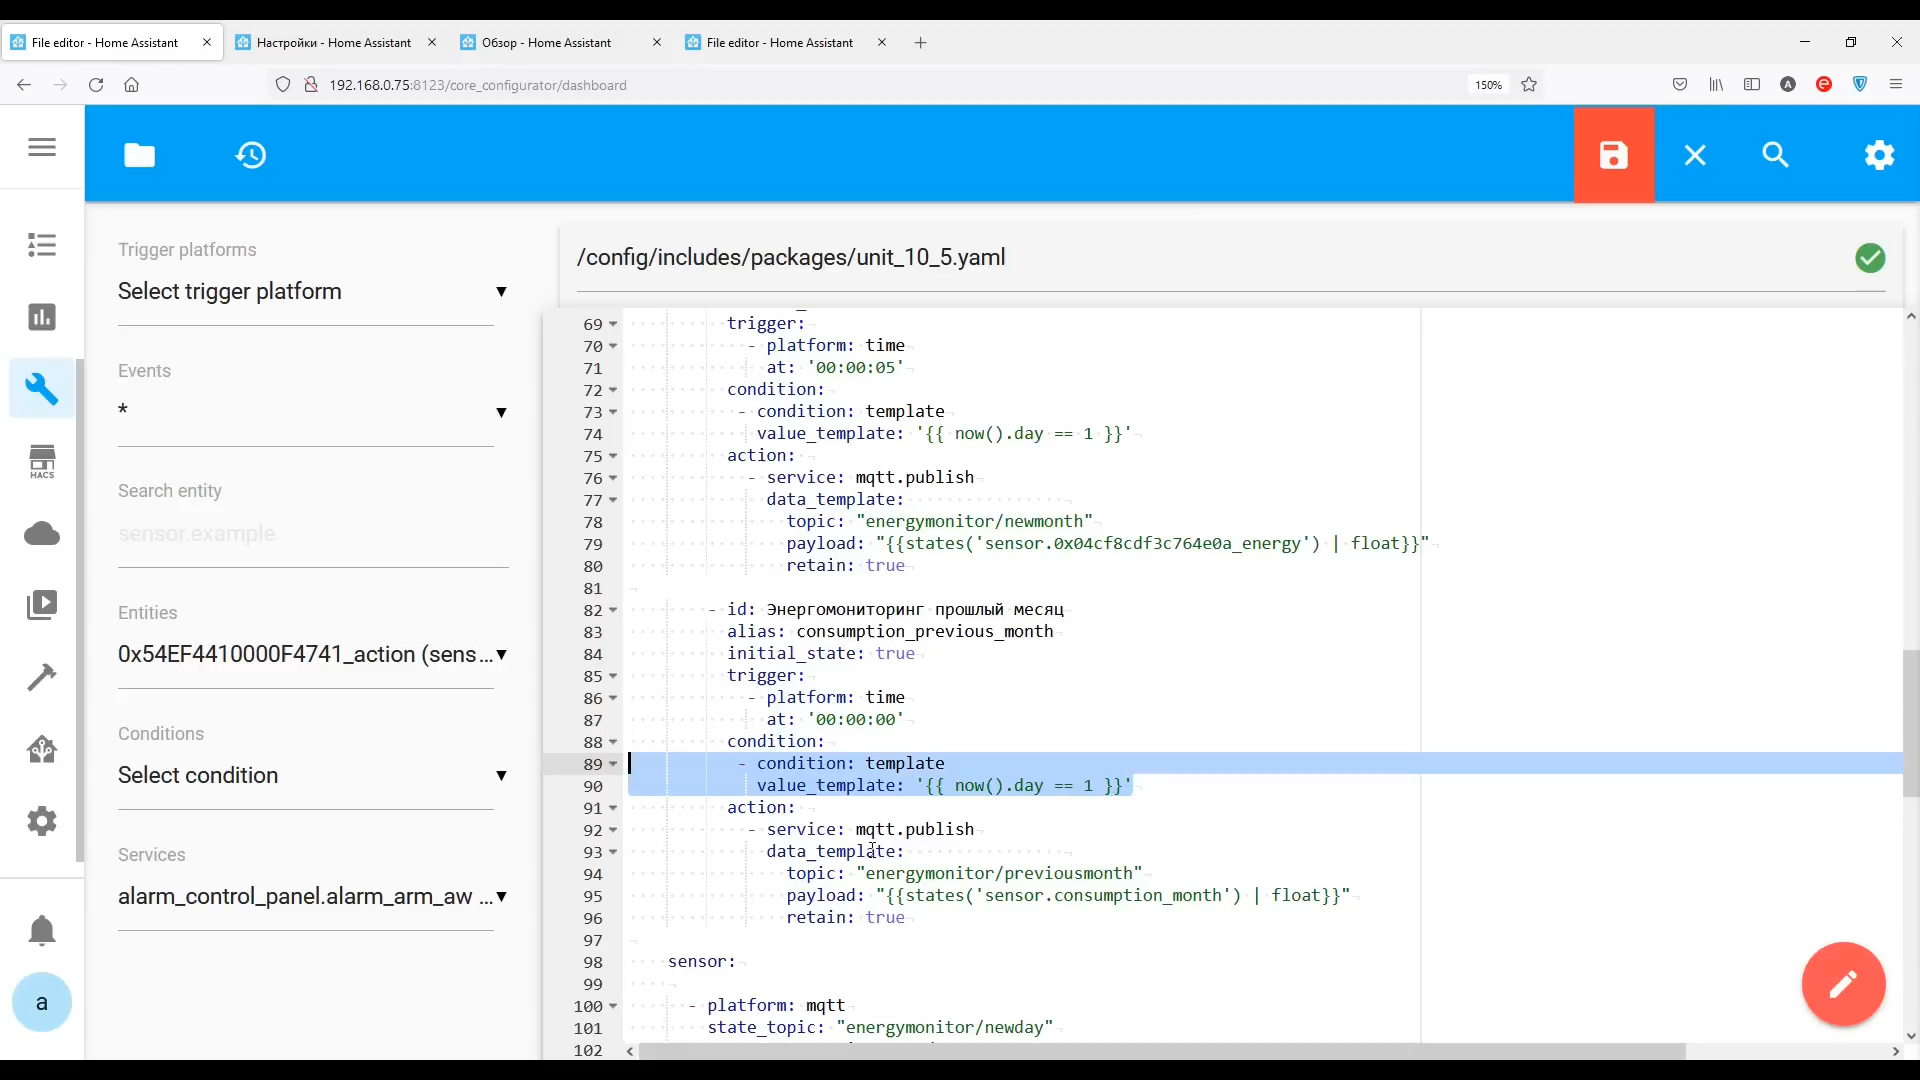 File editor - Home Assistant
Настройки - Home Assistant
Обзор - Home Assistant
File editor - Home Assistant
192.168.0.75:8123/core_configurator/dashboard
150%
A
e
Trigger platforms
Select trigger platform
Events
*
HACS
Search entity
sensor.example
Entities
0x54EF4410000F4741_action (sens ...
Conditions
Select condition
Services
alarm_control_panel.alarm_arm_aw ...
a
/config/includes/packages/unit_10_5.yaml
69 trigger:
70 - platform: time
71 at: '00:00:05'
72 condition:
73 - condition: template
74 value_template: '{{ now().day == 1 }}'
75 action:
76 - service: mqtt.publish
77 data_template:
78 topic: "energymonitor/newmonth"
79 payload: "{{states('sensor.0x04cf8cdf3c764e0a_energy') | float}}"
80 retain: true
81
82 - id: Энергомониторинг прошлый месяц
83 alias: consumption_previous_month
84 initial_state: true
85 trigger:
86 - platform: time
87 at: '00:00:00'
88 condition:
89 - condition: template
90 value_template: '{{ now().day == 1 }}'
91 action:
92 - service: mqtt.publish
93 data_template:
94 topic: "energymonitor/previousmonth"
95 payload: "{{states('sensor.consumption_month') | float}}"
96 retain: true
97
98 sensor:
99
100 - platform: mqtt
101 state_topic: "energymonitor/newday"
102